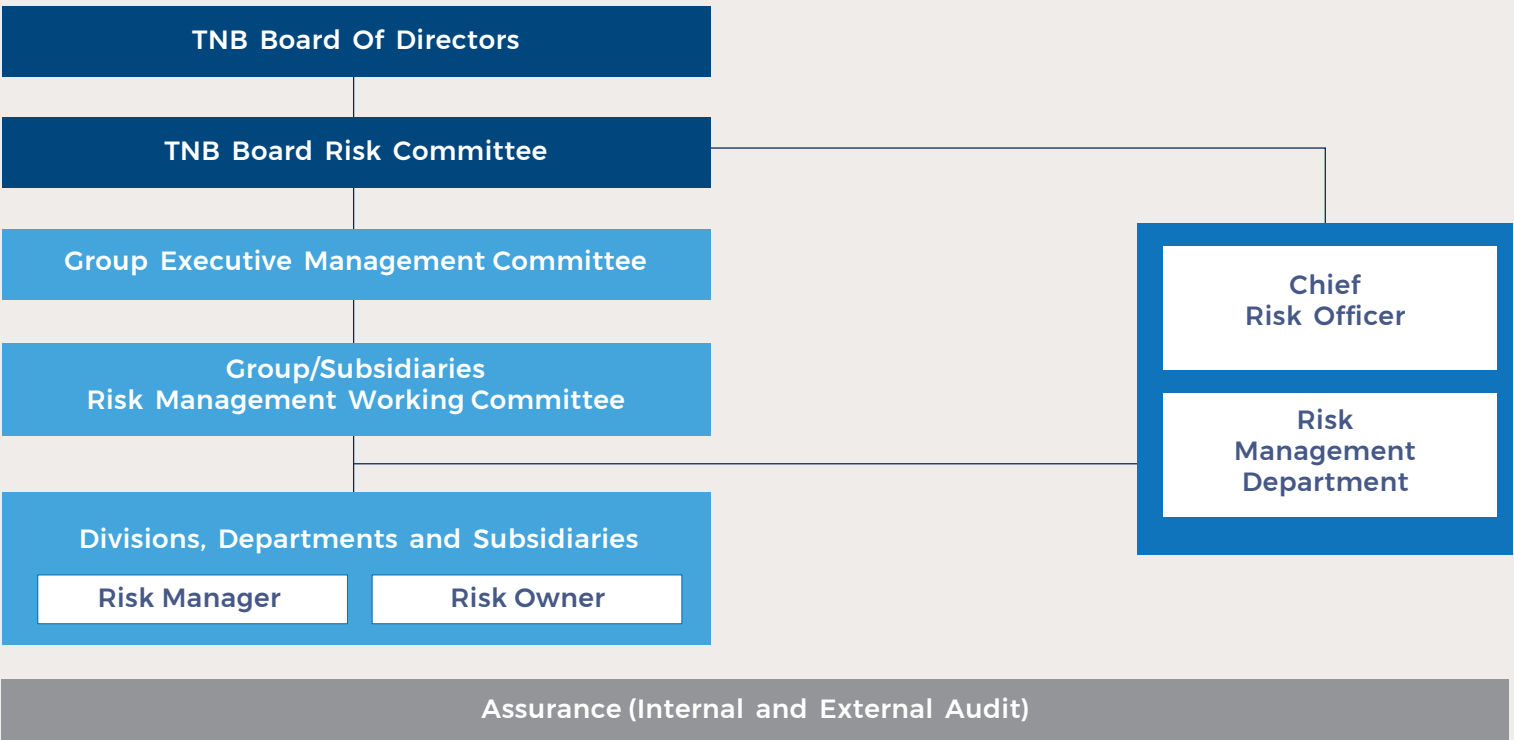 TNB Board Of Directors
TNB Board Risk Committee
Group Executive Management Committee
Group/Subsidiaries
Risk Management Working Committee
Divisions, Departments and Subsidiaries
Risk Manager
Risk Owner
Chief
Risk Officer
Risk
Management
Department
Assurance (Internal and External Audit)